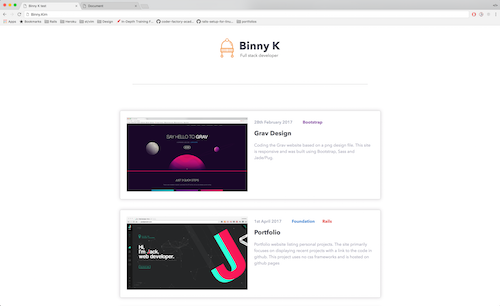 Binny K dev
Document
Binny Kith
Apps
Rails
Heroku
Admin
Design
In-Depth Training F...
portfolios
Binny K
Full stack developer
28th February 2017 Bootstrap
Grav Design
Coding the Grav website based on a png design file. This site
is responsive and was built using Bootstrap, Sass and
Jade/Pug.
SAY HELLO TO GRAV
1st April 2017 Foundation Rails
Portfolio
Portfolio website listing personal projects. The site primarily
focuses on displaying recent projects with a link to the code in
github. This project uses no css frameworks and is hosted on
github pages
Hi,
I'm Jack,
web developer.